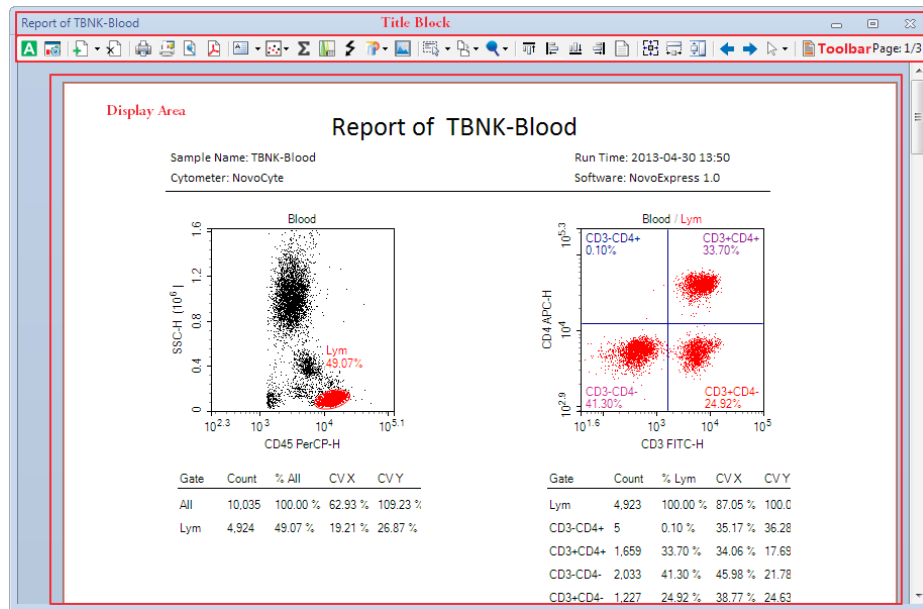 Report of TBNK-Blood
Title Block
Toolbar Page: 1/3
Display Area
Report of TBNK-Blood
Sample Name: TBNK-Blood Run Time: 2013-04-30 13:50
Cytometer: NovoCyte Software: NovoExpress 1.0
Blood
SSC-H (10^6)
1.6
1.2
0.8
0.4
0
Lym
49.07%
10^2.3 10^3 10^4 10^5.1
CD45 PerCP-H
Blood / Lym
CD4 APC-H
10^5.3
10^4
10^2.9
CD3-CD4+ CD3+CD4+
0.10% 33.70%
CD3-CD4- CD3+CD4-
41.30% 24.92%
10^1.6 10^3 10^4 10^5
CD3 FITC-H
Gate Count % All CV X CV Y
All 10,035 100.00 % 62.93 % 109.23 %
Lym 4,924 49.07 % 19.21 % 26.87 %
Gate Count % Lym CV X CV Y
Lym 4,923 100.00 % 87.05 % 100.0
CD3-CD4+ 5 0.10 % 35.17 % 36.28
CD3+CD4+ 1,659 33.70 % 34.06 % 17.69
CD3-CD4- 2,033 41.30 % 45.98 % 21.78
CD3+CD4- 1,227 24.92 % 38.77 % 24.63